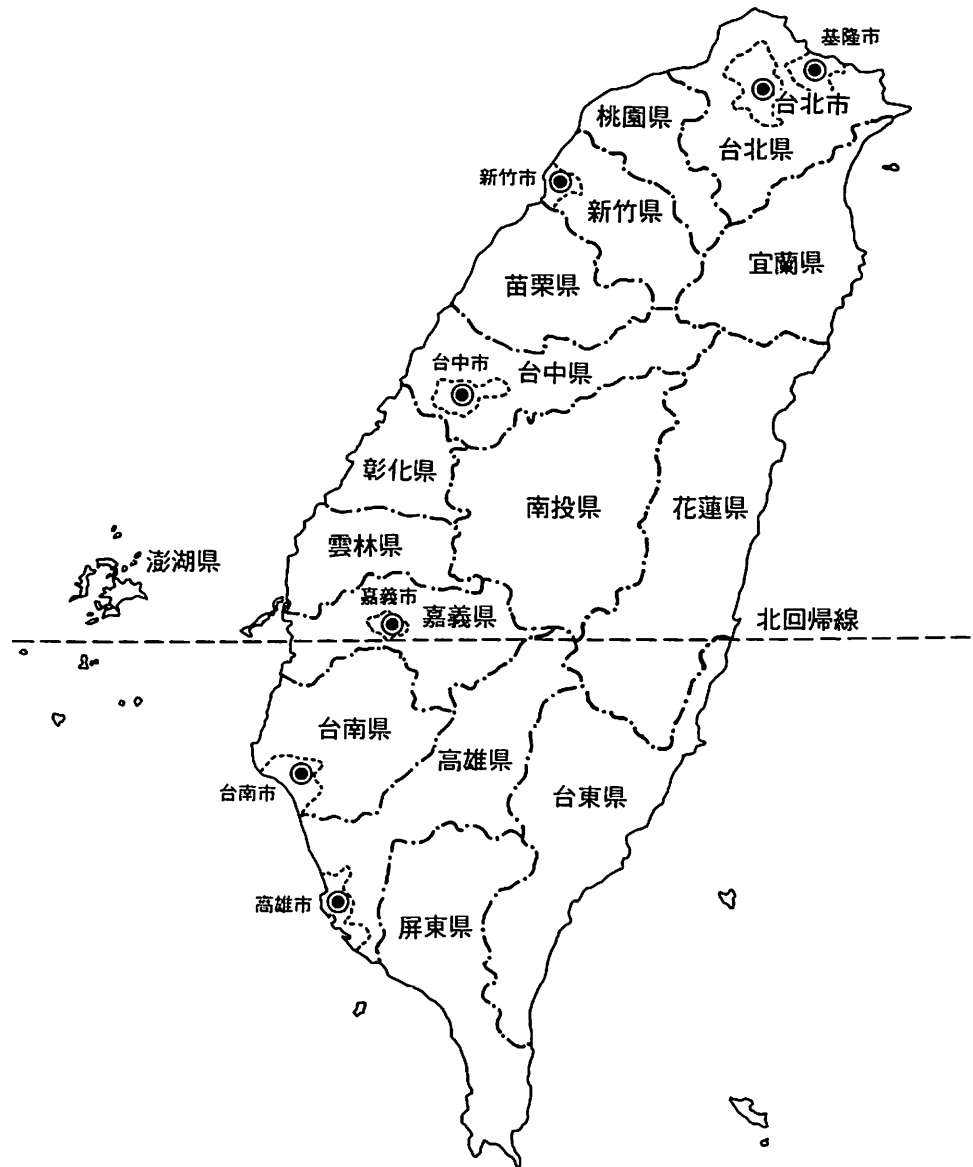 基隆市
台北市
桃園県
台北県
新竹市
新竹県
宜蘭県
苗栗県
台中市
台中県
彰化県
南投県
花蓮県
雲林県
澎湖県
嘉義市
嘉義県
北回帰線
台南県
高雄県
台南市
台東県
高雄市
屏東県